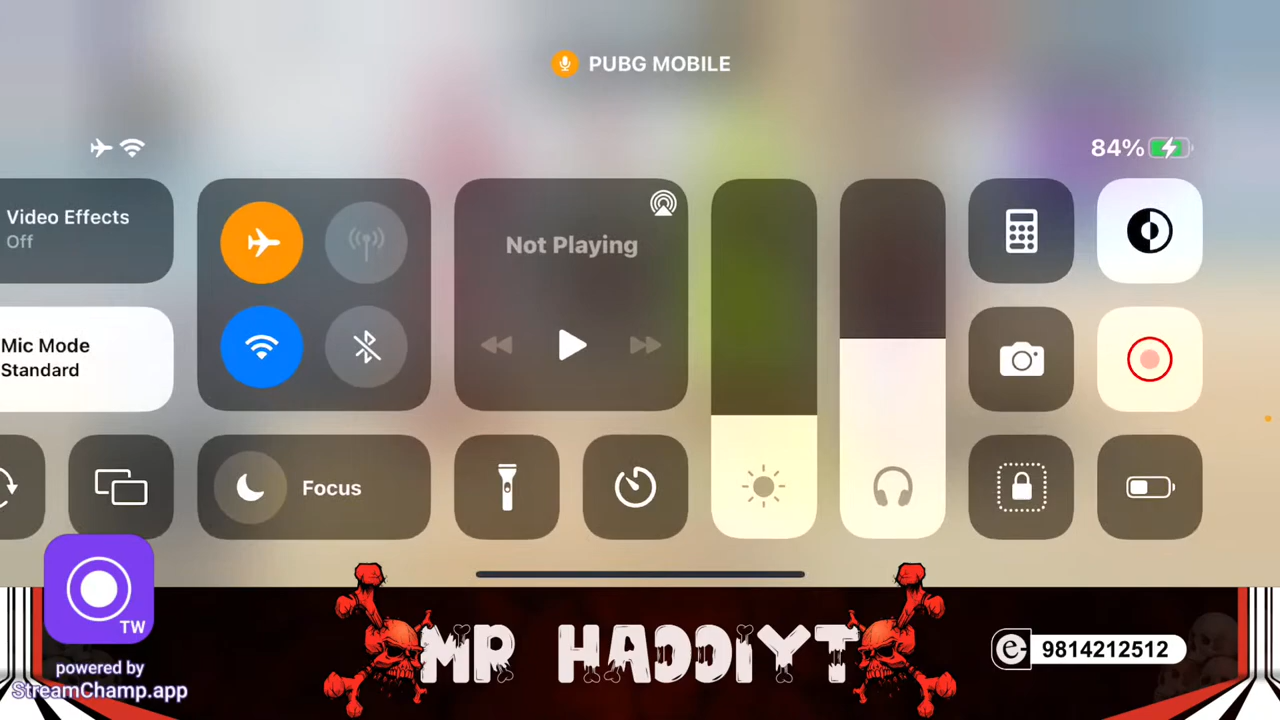 PUBG MOBILE
84%
Video Effects
Off
Not Playing
Mic Mode
Standard
Focus
TW
powered by
StreamChamp.app
MR HADDIYT
e
9814212512